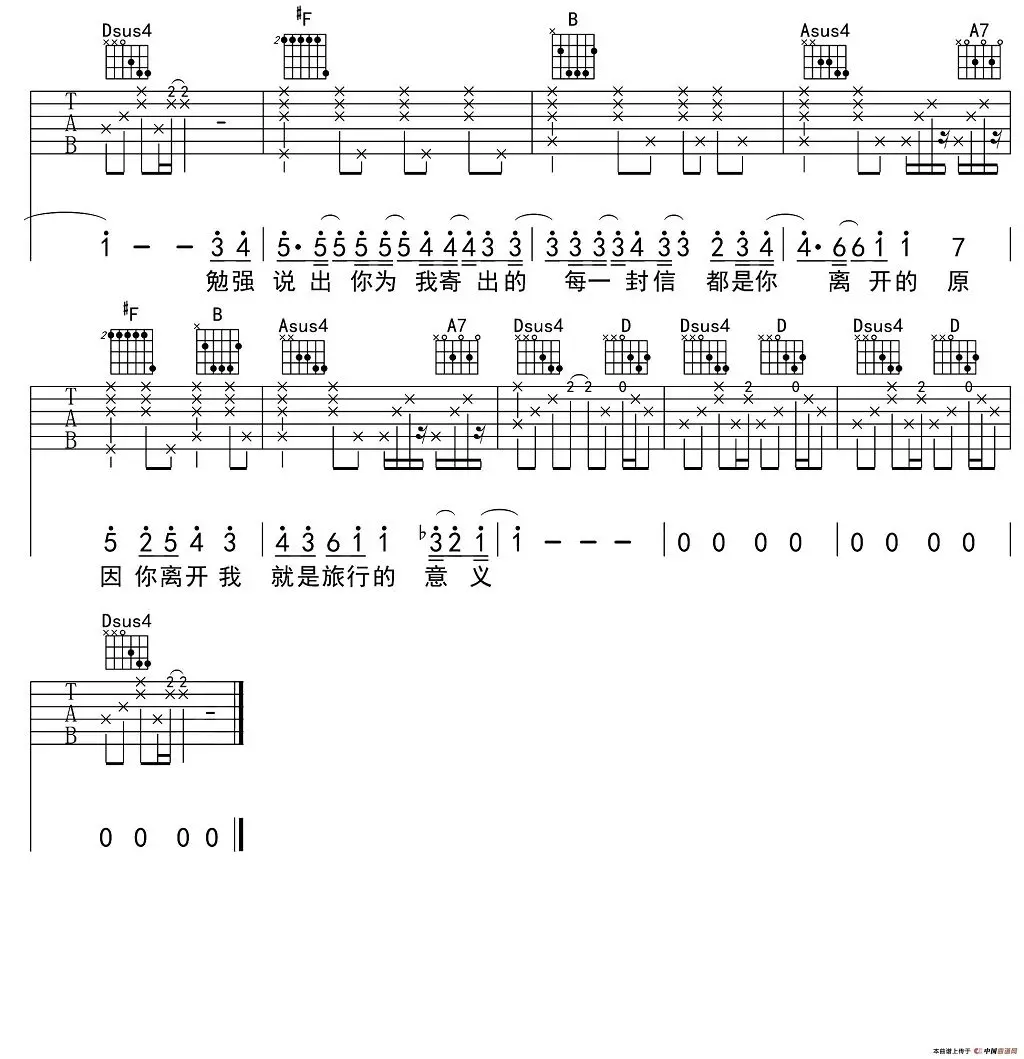 Dsus4 #F B Asus4 A7
2
T A B 2 2
1 - - 3 4 5· 5 5 5 5 5 4 4 4 3 3 3 3 3 3 4 3 3 2 3 4 4· 6 6 1 1 7
勉强 说 出 你为 我寄 出的 每一 封信 都是你 离 开的 原
#F B Asus4 A7 Dsus4 D Dsus4 D Dsus4 D
2
T A B 2 2 0 2 0 2 0
5 2 5 4 3 4 3 6 1 1 ♭3 2 1 1 - - - 0 0 0 0 0 0 0 0
因 你离开 我 就是旅行的 意 义
Dsus4
T A B 2 2
0 0 0 0
本曲谱上传于 中国曲谱网